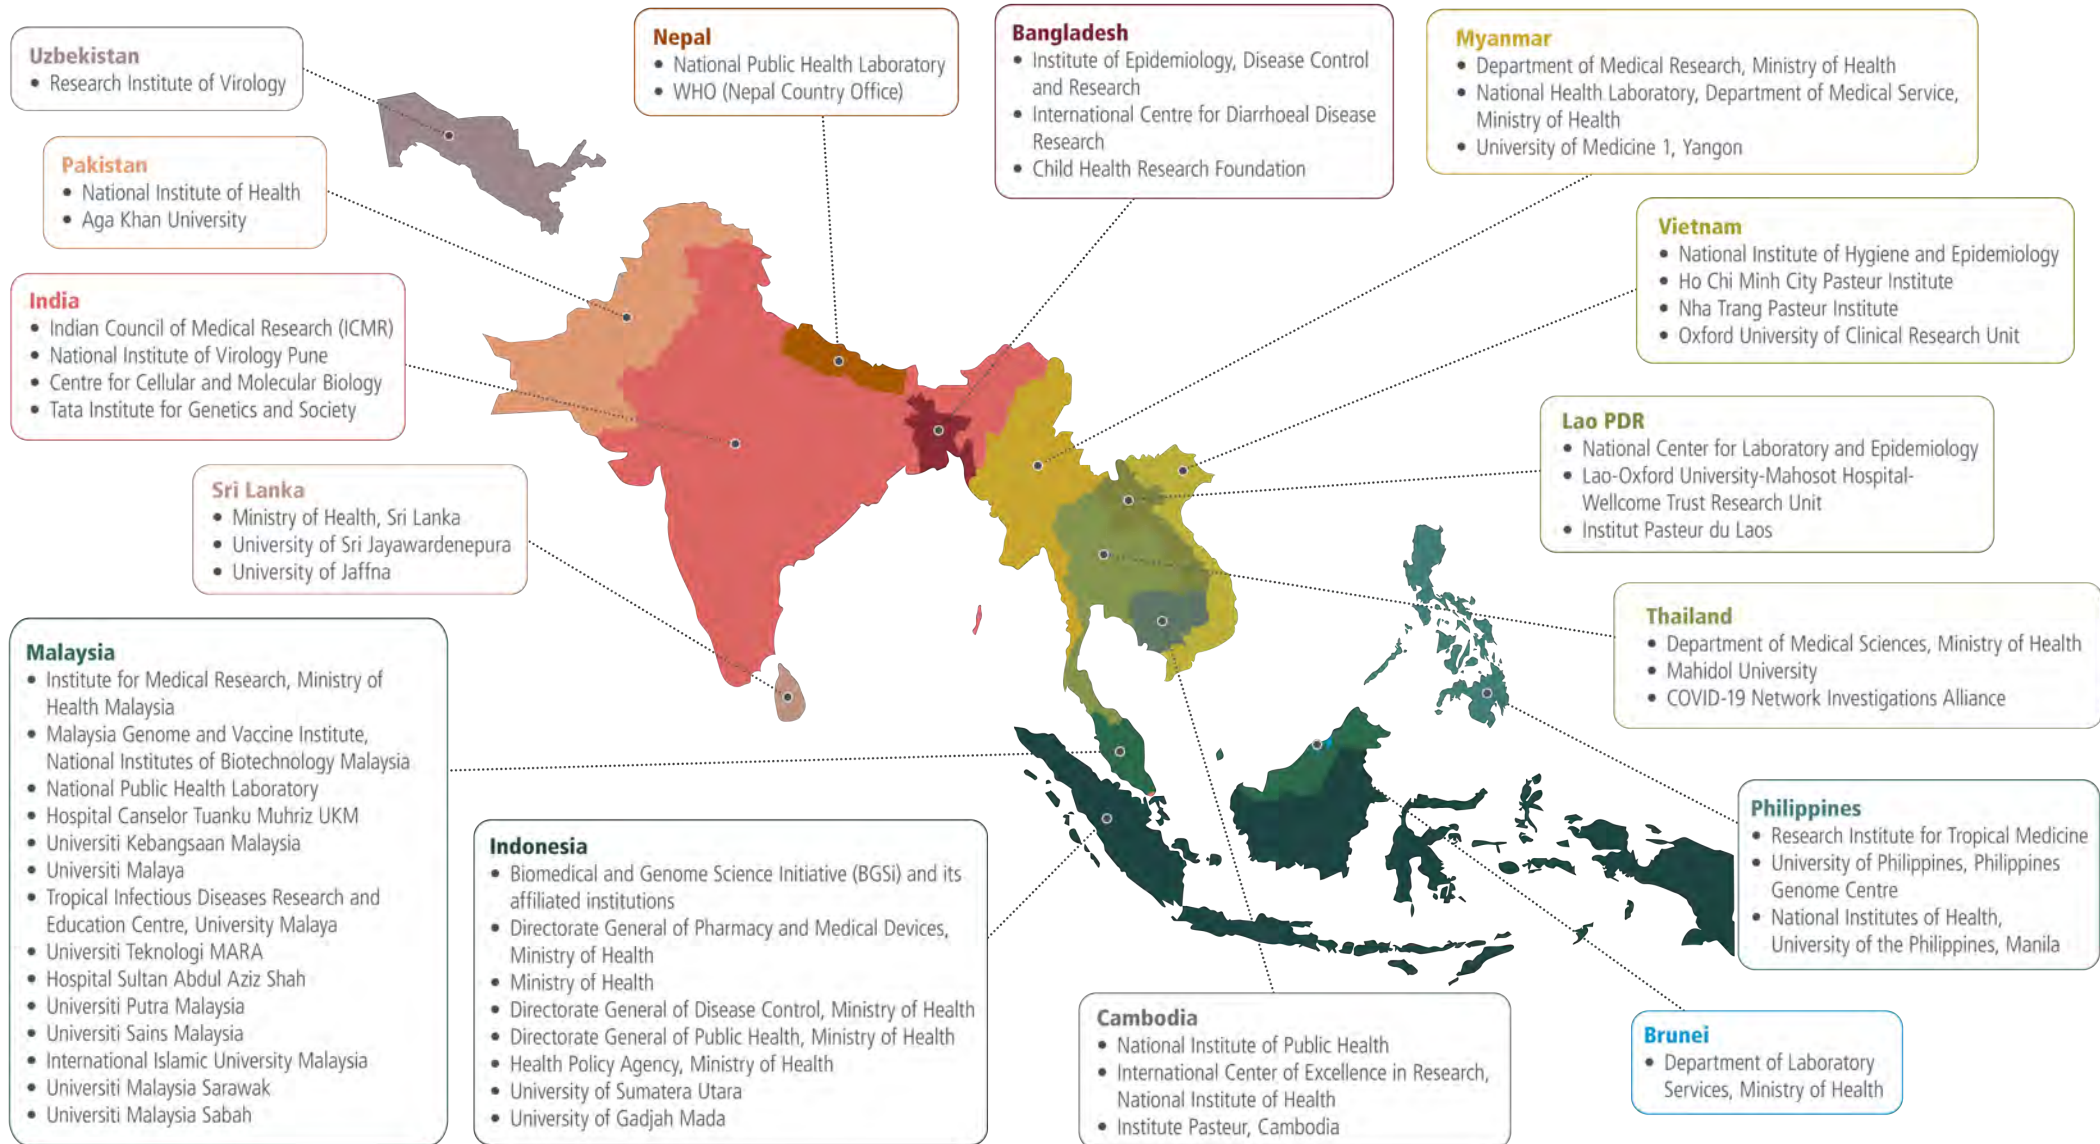 Uzbekistan
• Research Institute of Virology
Pakistan
• National Institute of Health
• Aga Khan University
India
• Indian Council of Medical Research (ICMR)
• National Institute of Virology Pune
• Centre for Cellular and Molecular Biology
• Tata Institute for Genetics and Society
Sri Lanka
• Ministry of Health, Sri Lanka
• University of Sri Jayawardenepura
• University of Jaffna
Malaysia
• Institute for Medical Research, Ministry of
Health Malaysia
• Malaysia Genome and Vaccine Institute,
National Institutes of Biotechnology Malaysia
• National Public Health Laboratory
• Hospital Canselor Tuanku Muhriz UKM
• Universiti Kebangsaan Malaysia
• Universiti Malaya
• Tropical Infectious Diseases Research and
Education Centre, University Malaya
• Universiti Teknologi MARA
• Hospital Sultan Abdul Aziz Shah
• Universiti Putra Malaysia
• Universiti Sains Malaysia
• International Islamic University Malaysia
• Universiti Malaysia Sarawak
• Universiti Malaysia Sabah
Nepal
• National Public Health Laboratory
• WHO (Nepal Country Office)
Bangladesh
• Institute of Epidemiology, Disease Control
and Research
• International Centre for Diarrhoeal Disease
Research
• Child Health Research Foundation
Myanmar
• Department of Medical Research, Ministry of Health
• National Health Laboratory, Department of Medical Service,
Ministry of Health
• University of Medicine 1, Yangon
Vietnam
• National Institute of Hygiene and Epidemiology
• Ho Chi Minh City Pasteur Institute
• Nha Trang Pasteur Institute
• Oxford University of Clinical Research Unit
Lao PDR
• National Center for Laboratory and Epidemiology
• Lao-Oxford University-Mahosot Hospital-
Wellcome Trust Research Unit
• Institut Pasteur du Laos
Thailand
• Department of Medical Sciences, Ministry of Health
• Mahidol University
• COVID-19 Network Investigations Alliance
Philippines
• Research Institute for Tropical Medicine
• University of Philippines, Philippines
Genome Centre
• National Institutes of Health,
University of the Philippines, Manila
Indonesia
• Biomedical and Genome Science Initiative (BGSi) and its
affiliated institutions
• Directorate General of Pharmacy and Medical Devices,
Ministry of Health
• Ministry of Health
• Directorate General of Disease Control, Ministry of Health
• Directorate General of Public Health, Ministry of Health
• Health Policy Agency, Ministry of Health
• University of Sumatera Utara
• University of Gadjah Mada
Cambodia
• National Institute of Public Health
• International Center of Excellence in Research,
National Institute of Health
• Institute Pasteur, Cambodia
Brunei
• Department of Laboratory
Services, Ministry of Health